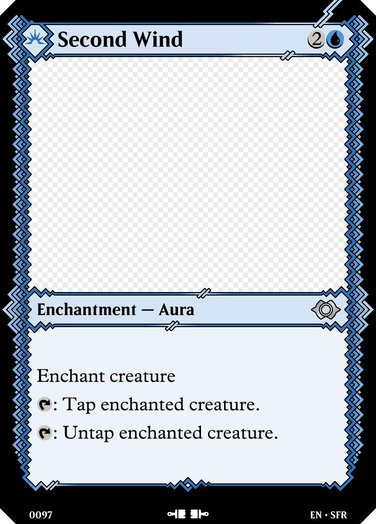 Second Wind 2
Enchantment — Aura
Enchant creature
: Tap enchanted creature.
: Untap enchanted creature.
0097 EN • SFR